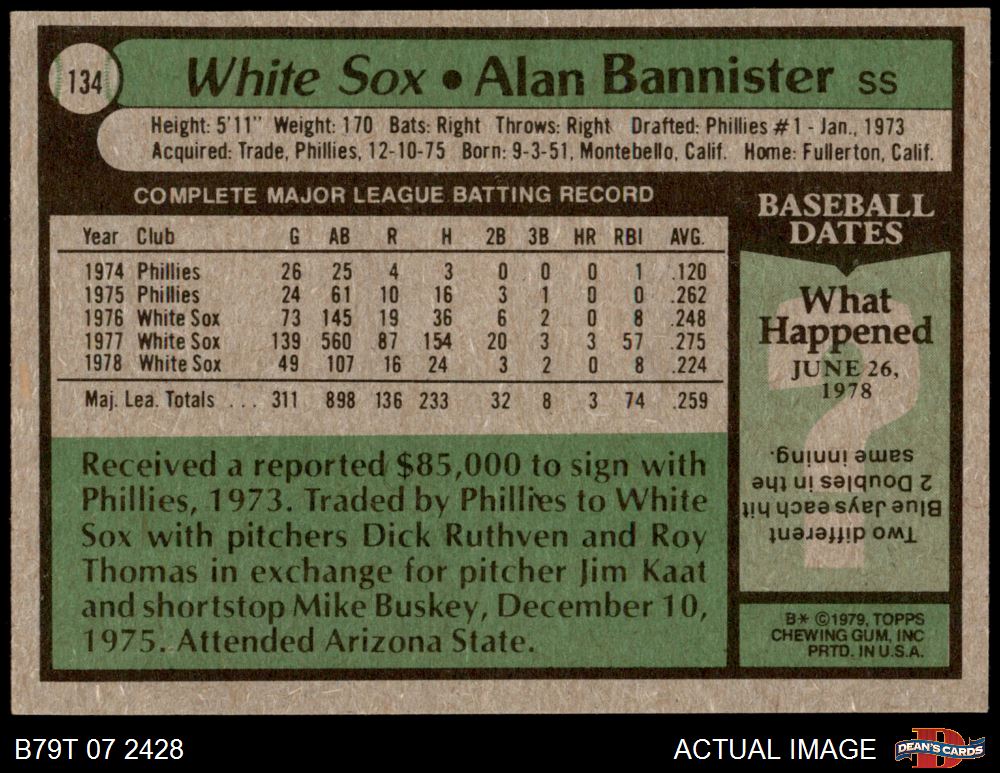 134
White Sox • Alan Bannister SS
Height: 5'11" Weight: 170 Bats: Right Throws: Right Drafted: Phillies #1 - Jan., 1973
Acquired: Trade, Phillies, 12-10-75 Born: 9-3-51, Montebello, Calif. Home: Fullerton, Calif.
COMPLETE MAJOR LEAGUE BATTING RECORD
Year Club G AB R H 2B 3B HR RBI AVG.
1974 Phillies 26 25 4 3 0 0 0 1 .120
1975 Phillies 24 61 10 16 3 1 0 0 .262
1976 White Sox 73 145 19 36 6 2 0 8 .248
1977 White Sox 139 560 87 154 20 3 3 57 .275
1978 White Sox 49 107 16 24 3 2 0 8 .224
Maj. Lea. Totals ... 311 898 136 233 32 8 3 74 .259
Received a reported $85,000 to sign with
Phillies, 1973. Traded by Phillies to White
Sox with pitchers Dick Ruthven and Roy
Thomas in exchange for pitcher Jim Kaat
and shortstop Mike Buskey, December 10,
1975. Attended Arizona State.
BASEBALL
DATES
What
Happened
JUNE 26,
1978
?
Two different
Blue Jays each hit
2 Doubles in the
same inning.
B* ©1979, TOPPS
CHEWING GUM, INC
PRTD. IN U.S.A.
B79T 07 2428
ACTUAL IMAGE
D
DEAN'S CARDS